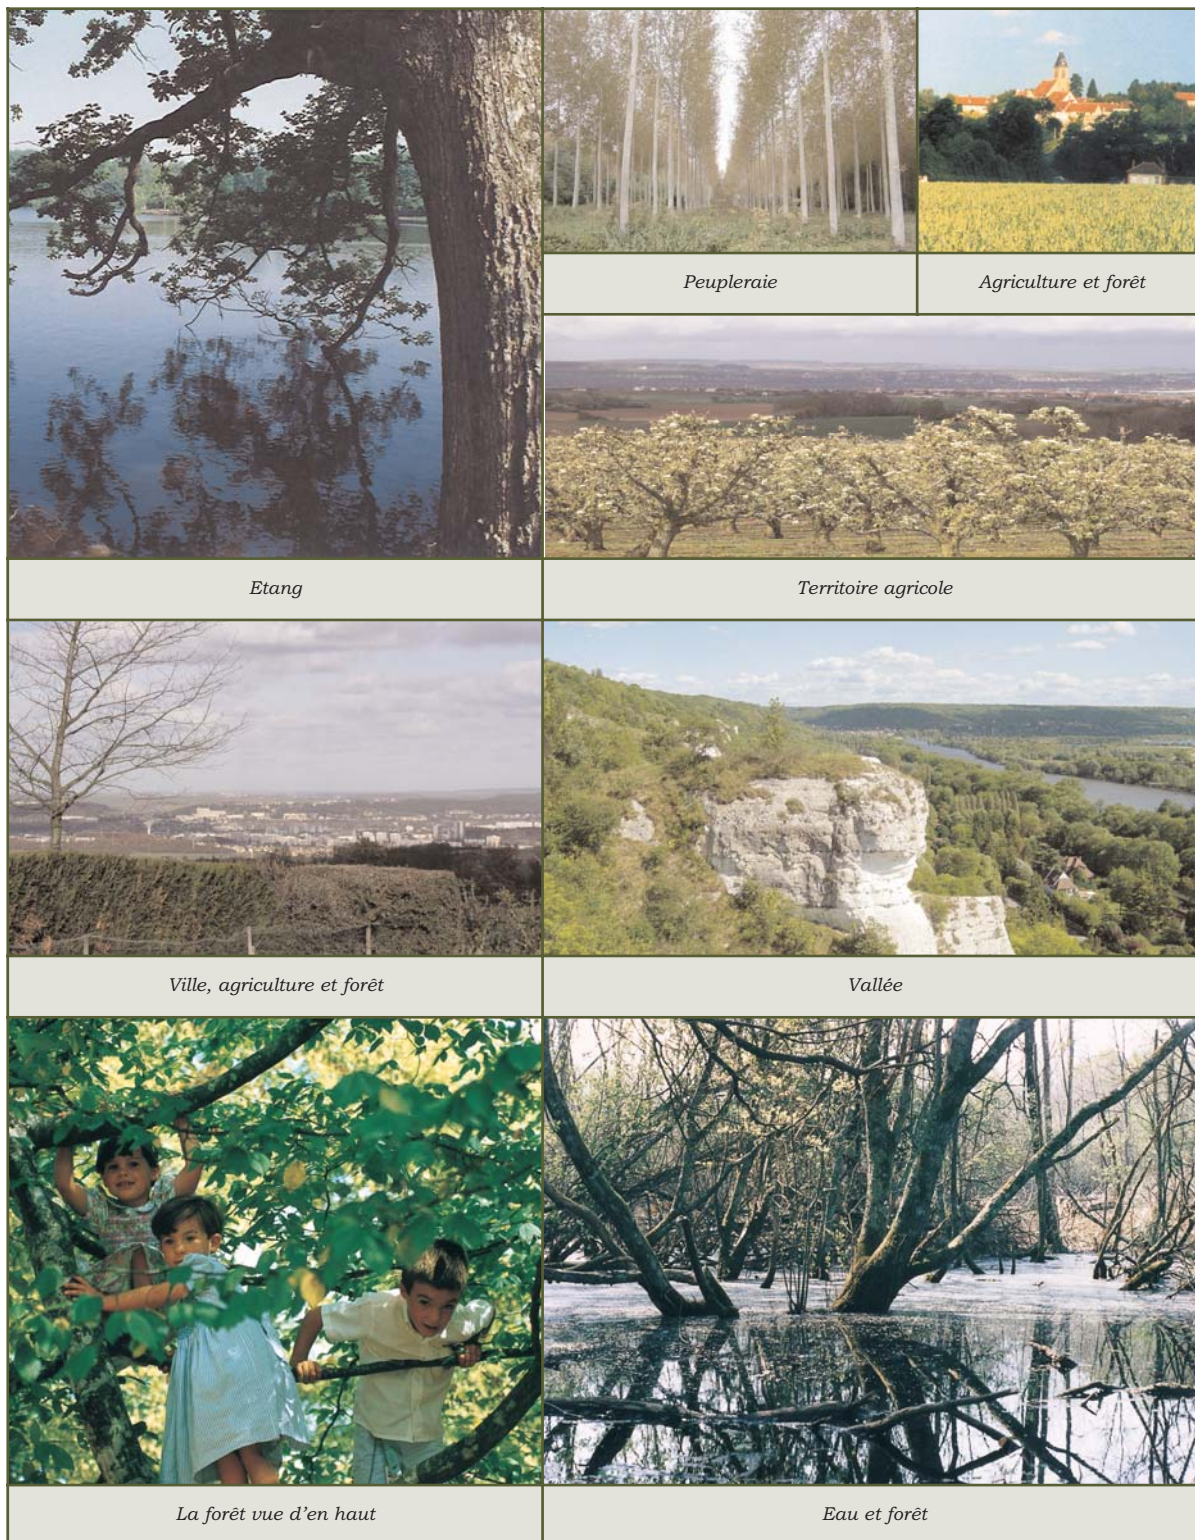 Peupleraie
Agriculture et forêt
Etang
Territoire agricole
Ville, agriculture et forêt
Vallée
La forêt vue d'en haut
Eau et forêt